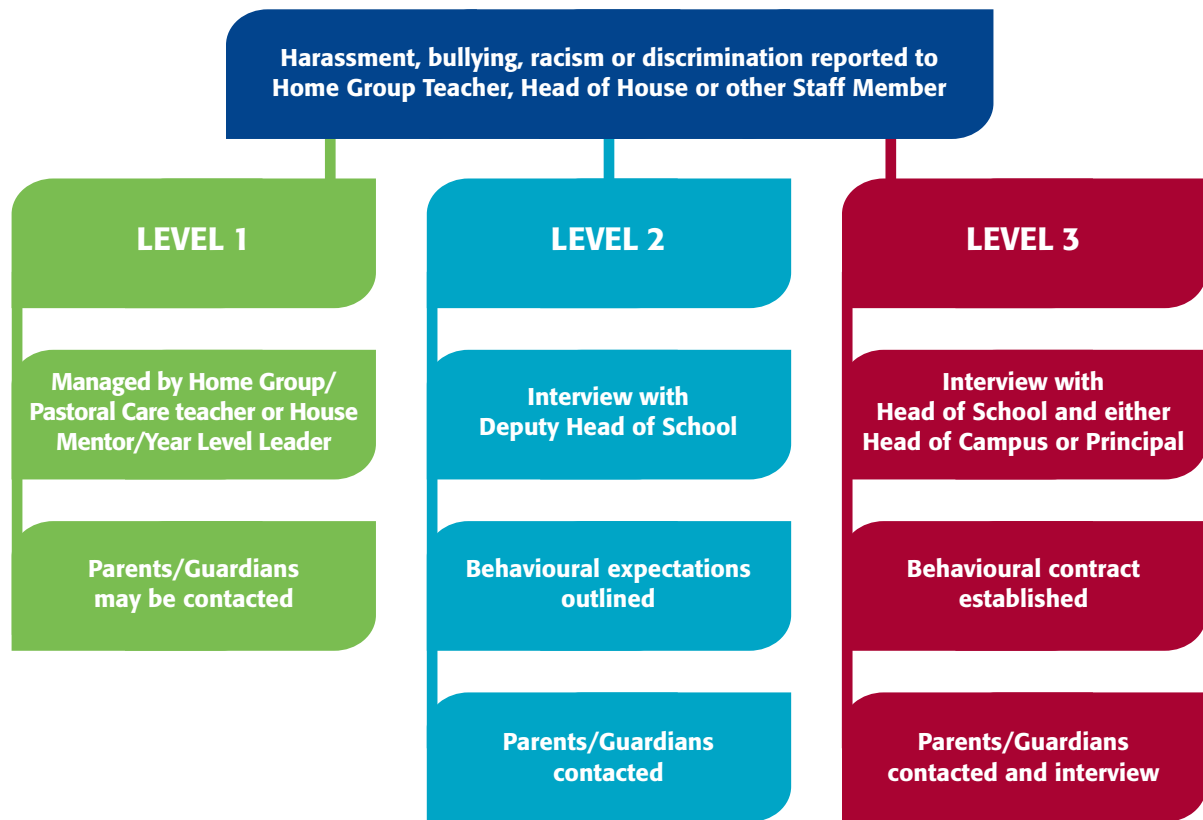 Harassment, bullying, racism or discrimination reported to
Home Group Teacher, Head of House or other Staff Member
LEVEL 1
Managed by Home Group/
Pastoral Care teacher or House
Mentor/Year Level Leader
Parents/Guardians
may be contacted
LEVEL 2
Interview with
Deputy Head of School
Behavioural expectations
outlined
Parents/Guardians
contacted
LEVEL 3
Interview with
Head of School and either
Head of Campus or Principal
Behavioural contract
established
Parents/Guardians
contacted and interview